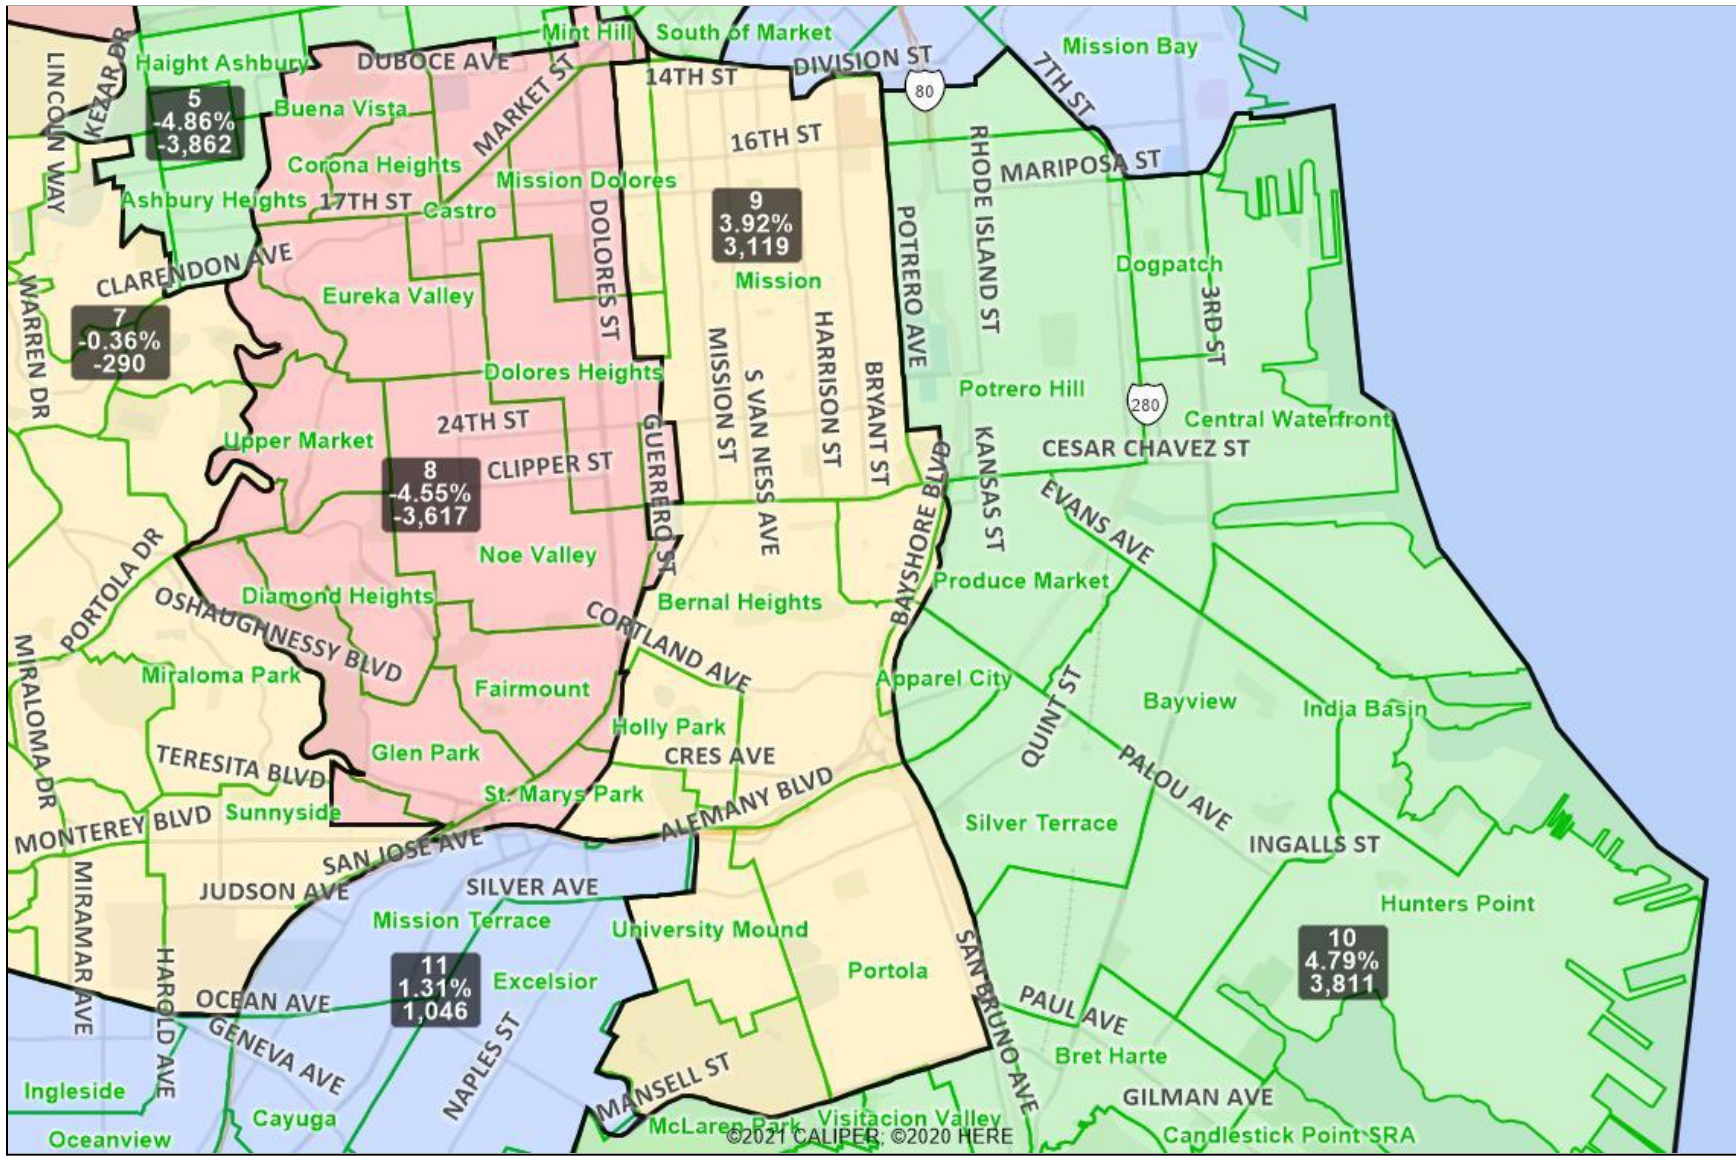 Mint Hill
South of Market
Mission Bay
Haight Ashbury
DUBOCE AVE
DIVISION ST
14TH ST
7TH ST
KEZAR DR
LINCOLN WAY
5
-4.86%
-3,862
Buena Vista
MARKET ST
80
16TH ST
RHODE ISLAND ST
MARIPOSA ST
Corona Heights
Mission Dolores
Ashbury Heights
17TH ST
Castro
9
3.92%
3,119
Mission
DOLORES ST
POTRERO AVE
Dogpatch
3RD ST
CLARENDON AVE
Eureka Valley
WARREN DR
7
-0.36%
-290
MISSION ST
S VAN NESS AVE
HARRISON ST
BRYANT ST
Dolores Heights
Potrero Hill
280
Central Waterfront
24TH ST
Upper Market
GUERRERO ST
CESAR CHAVEZ ST
CLIPPER ST
8
-4.55%
-3,617
KANSAS ST
EVANS AVE
BAYSHORE BLVD
PORTOLA DR
Noe Valley
Produce Market
Diamond Heights
Bernal Heights
OSHAUGHNESSY BLVD
CORTLAND AVE
MIRALOMA DR
Miraloma Park
Fairmount
Apparel City
QUINT ST
Bayview
India Basin
Holly Park
Glen Park
CRES AVE
TERESITA BLVD
PALOU AVE
St. Marys Park
ALEMANY BLVD
Sunnyside
MONTEREY BLVD
Silver Terrace
SAN JOSE AVE
INGALLS ST
JUDSON AVE
SILVER AVE
MIRAMAR AVE
Mission Terrace
University Mound
Hunters Point
HAROLD AVE
11
1.31%
1,046
Excelsior
Portola
SAN BRUNO AVE
10
4.79%
3,811
OCEAN AVE
PAUL AVE
GENEVA AVE
NAPLES ST
Bret Harte
Ingleside
MANSELL ST
GILMAN AVE
Cayuga
McLaren Park
Visitacion Valley
Oceanview
©2021 CALIPER; ©2020 HERE
Candlestick Point SRA